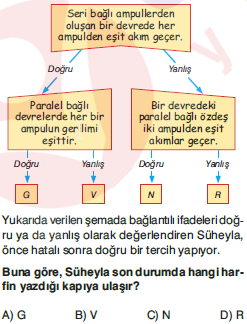 Seri bağlı ampullerden
oluşan bir devrede her
ampulden eşit akım geçer.
Doğru
Yanlış
Paralel bağlı
devrelerde her bir
ampulun gerilimi
eşittir.
Bir devredeki
paralel bağlı özdeş
iki ampulden eşit
akımlar geçer.
Doğru
Yanlış
Doğru
Yanlış
G
V
N
R
Yukarıda verilen şemada bağlantılı ifadeleri doğ-
ru ya da yanlış olarak değerlendiren Süheyla,
önce hatalı sonra doğru bir tercih yapıyor.
Buna göre, Süheyla son durumda hangi har-
fin yazdığı kapıya ulaşır?
A) G
B) V
C) N
D) R